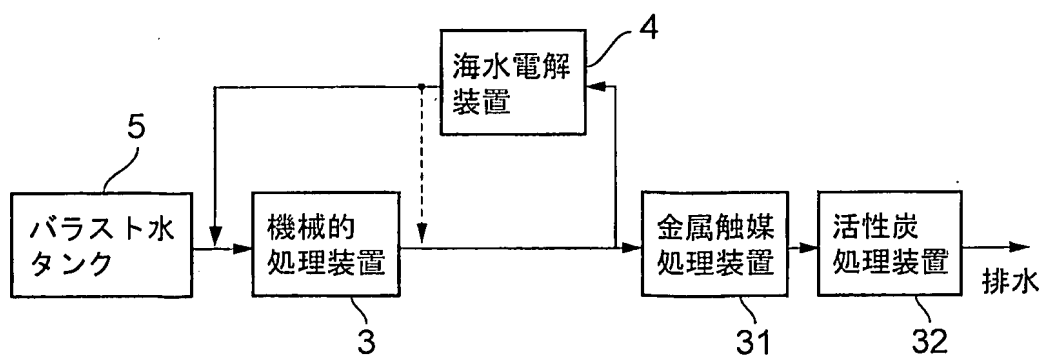 4
海水電解
装置
5
バラスト水
タンク
機械的
処理装置
金属触媒
処理装置
活性炭
処理装置
排水
3
31
32